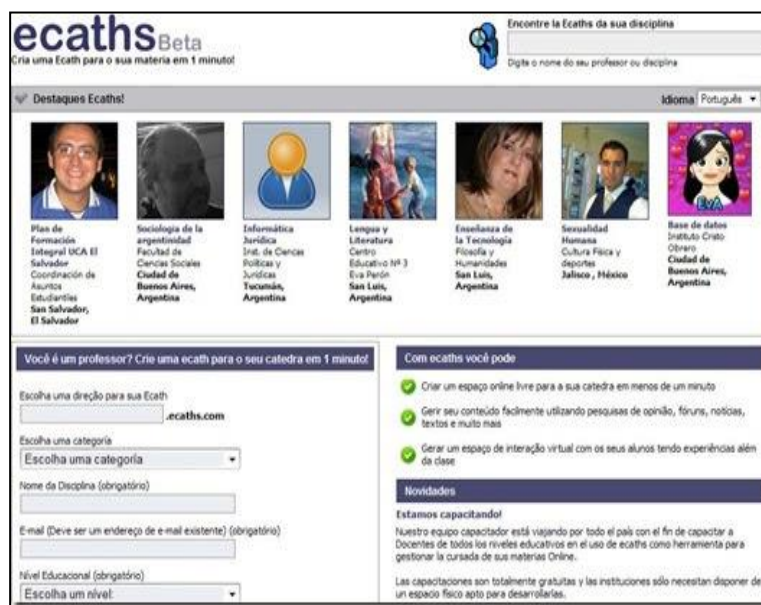 ecaths Beta
Cria uma Ecath para o sua materia em 1 minuto!
Encontre la Ecaths da sua disciplina
Digite o nome do seu professor ou disciplina
Destaques Ecaths!
Idioma Português
Plan de
Formación
Integral UCA El
Salvador
Coordinación de
Asuntos
Estudiantiles
San Salvador,
El Salvador
Sociologia de la
argentinidad
Facultad de
Ciencias Sociales
Ciudad de
Buenos Aires,
Argentina
Informática
Jurídica
Inst. de Ciencias
Políticas y
Jurídicas
Tucumán,
Argentina
Lengua y
Literatura
Centro
Educativo Nº 3
Eva Perón
San Luis,
Argentina
Enseñanza de
la Tecnología
Filosofía y
Humanidades
San Luis,
Argentina
Sexualidad
Humana
Cultura Física y
deportes
Jalisco , México
EvA
Base de datos
Instituto Cristo
Obrero
Ciudad de
Buenos Aires,
Argentina
Você é um professor? Crie uma ecath para o seu catedra em 1 minuto!
Escolha uma direção para sua Ecath
.ecaths.com
Escolha uma categoría
Escolha uma categoría
Nome da Disciplina (obrigatório)
E-mail (Deve ser um endereço de e-mail existente) (obrigatório)
Nível Educacional (obrigatório)
Escolha um nível:
Com ecaths você pode
Criar um espaço online livre para a sua catedra em menos de um minuto
Gerir seu conteúdo facilmente utilizando pesquisas de opinião, fóruns, notícias,
textos e muito mais
Gerar um espaço de interação virtual com os seus alunos tendo experiências além
da clase
Novidades
Estamos capacitando!
Nuestro equipo capacitador está viajando por todo el país con el fin de capacitar a
Docentes de todos los niveles educativos en el uso de ecaths como herramienta para
gestionar la cursada de sus materias Online.
Las capacitaciones son totalmente gratuitas y las instituciones sólo necesitan disponer de
un espacio físico apto para desarrollarlas.